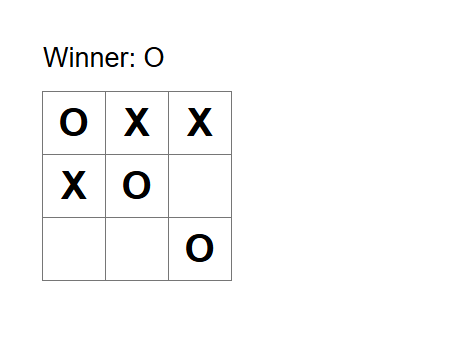 Winner: O
O X X
X O
O